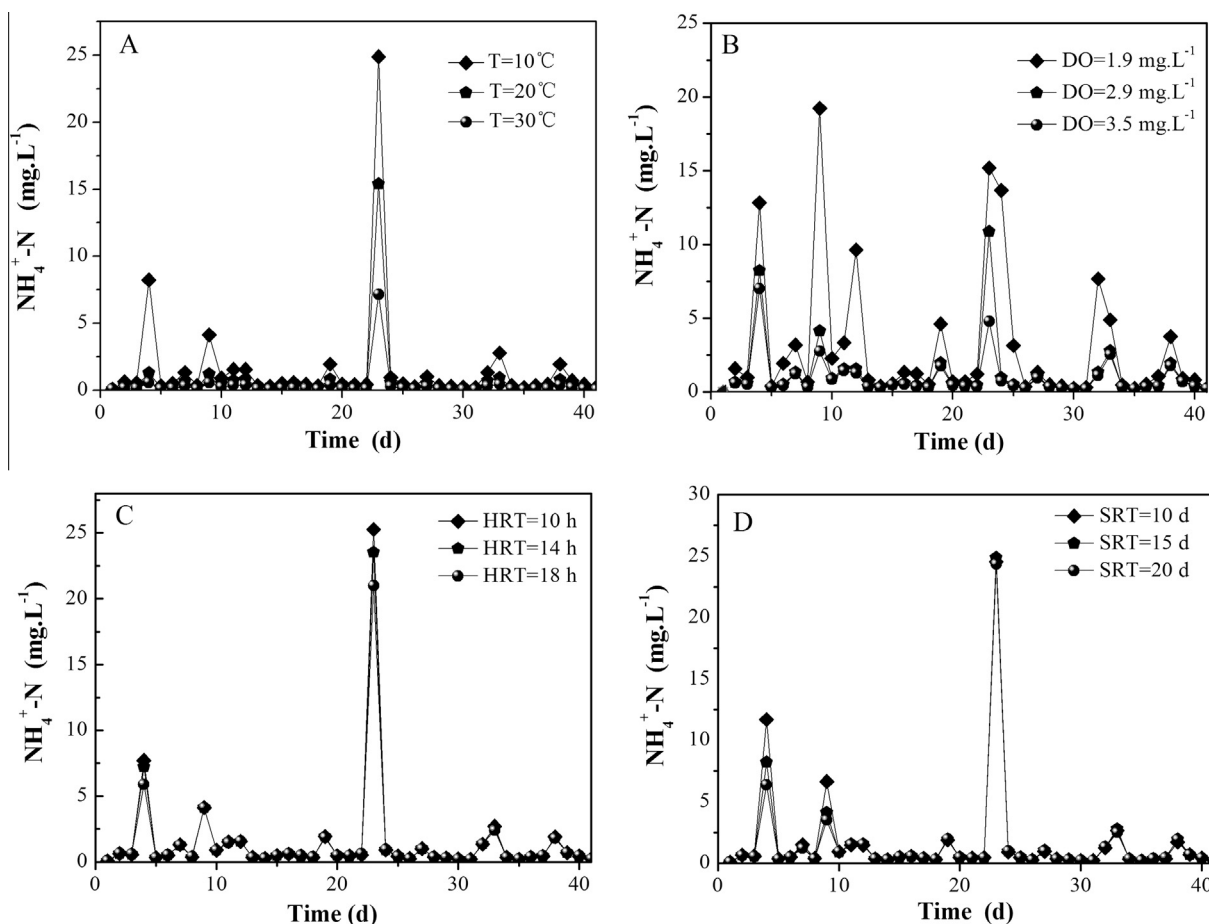 A
T=10℃
T=20℃
T=30℃
NH₄⁺-N (mg.L⁻¹)
25
20
15
10
5
0
0 10 20 30 40
Time (d)
B
DO=1.9 mg.L⁻¹
DO=2.9 mg.L⁻¹
DO=3.5 mg.L⁻¹
NH₄⁺-N (mg.L⁻¹)
25
20
15
10
5
0
0 10 20 30 40
Time (d)
C
HRT=10 h
HRT=14 h
HRT=18 h
NH₄⁺-N (mg.L⁻¹)
25
20
15
10
5
0
0 10 20 30 40
Time (d)
D
SRT=10 d
SRT=15 d
SRT=20 d
NH₄⁺-N (mg.L⁻¹)
30
25
20
15
10
5
0
0 10 20 30 40
Time (d)